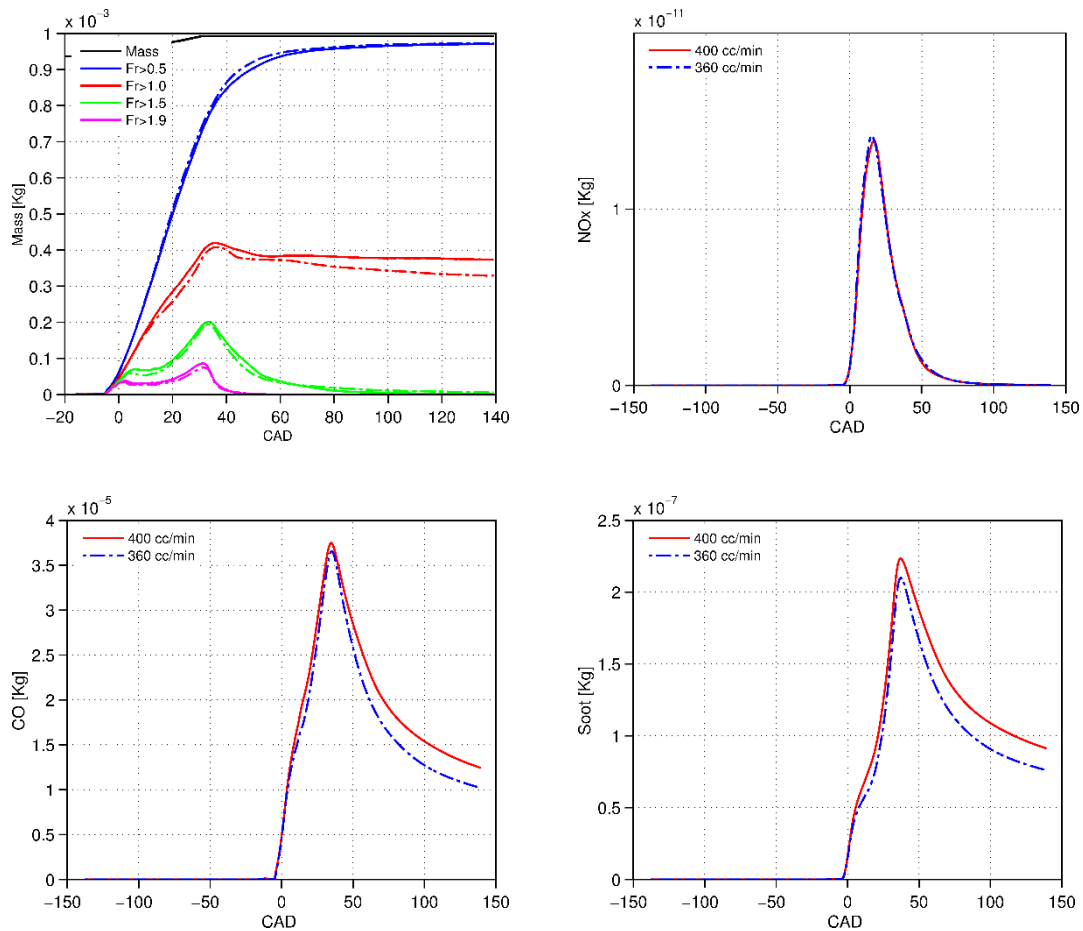 x 10⁻³
1
0.9
0.8
0.7
0.6
0.5
0.4
0.3
0.2
0.1
0
Mass [Kg]
Mass
Fr>0.5
Fr>1.0
Fr>1.5
Fr>1.9
−20 0 20 40 60 80 100 120 140
CAD
x 10⁻¹¹
400 cc/min
360 cc/min
NOx [Kg]
1
0
−150 −100 −50 0 50 100 150
CAD
x 10⁻⁵
4
3.5
3
2.5
2
1.5
1
0.5
0
CO [Kg]
400 cc/min
360 cc/min
−150 −100 −50 0 50 100 150
CAD
x 10⁻⁷
2.5
2
1.5
1
0.5
0
Soot [Kg]
400 cc/min
360 cc/min
−150 −100 −50 0 50 100 150
CAD